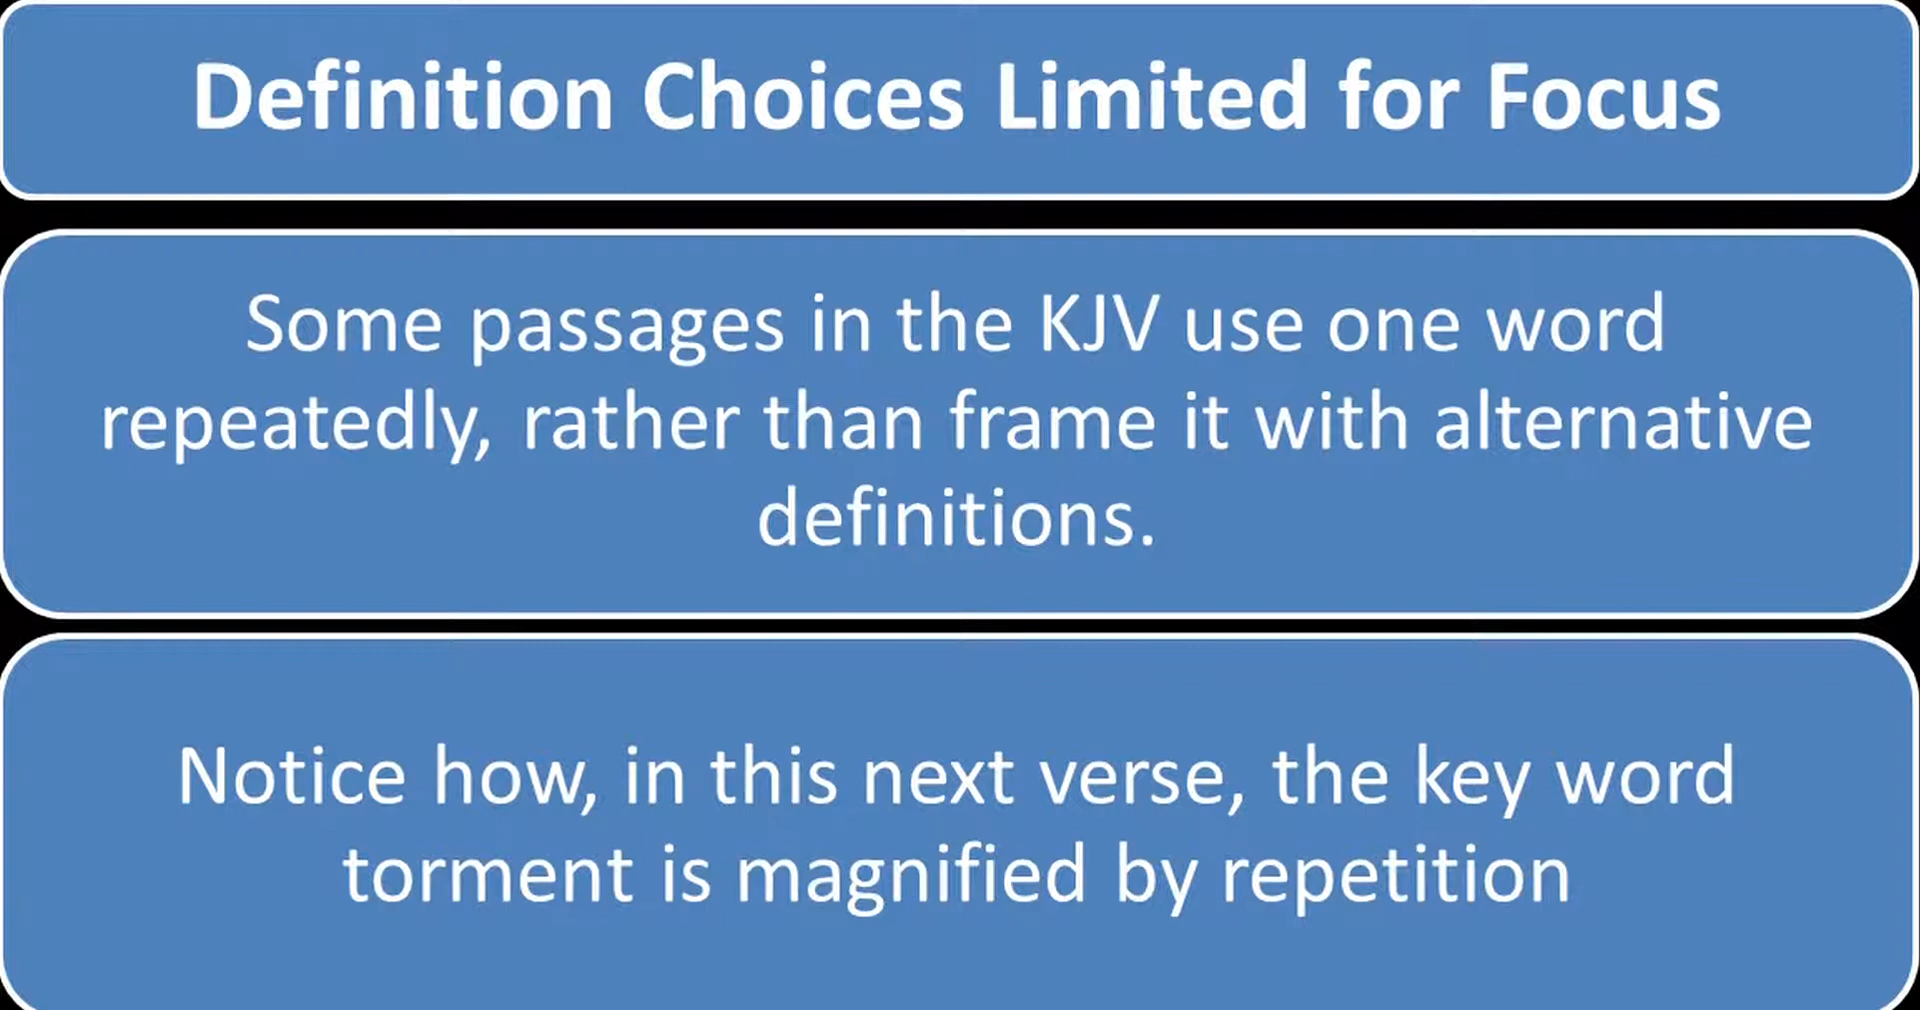 Definition Choices Limited for Focus
Some passages in the KJV use one word
repeatedly, rather than frame it with alternative
definitions.
Notice how, in this next verse, the key word
torment is magnified by repetition